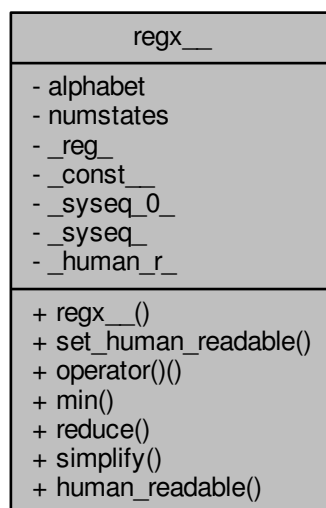 regx__
- alphabet
- numstates
- _reg_
- _const__
- _syseq_0_
- _syseq_
- _human_r_
+ regx__()
+ set_human_readable()
+ operator()()
+ min()
+ reduce()
+ simplify()
+ human_readable()